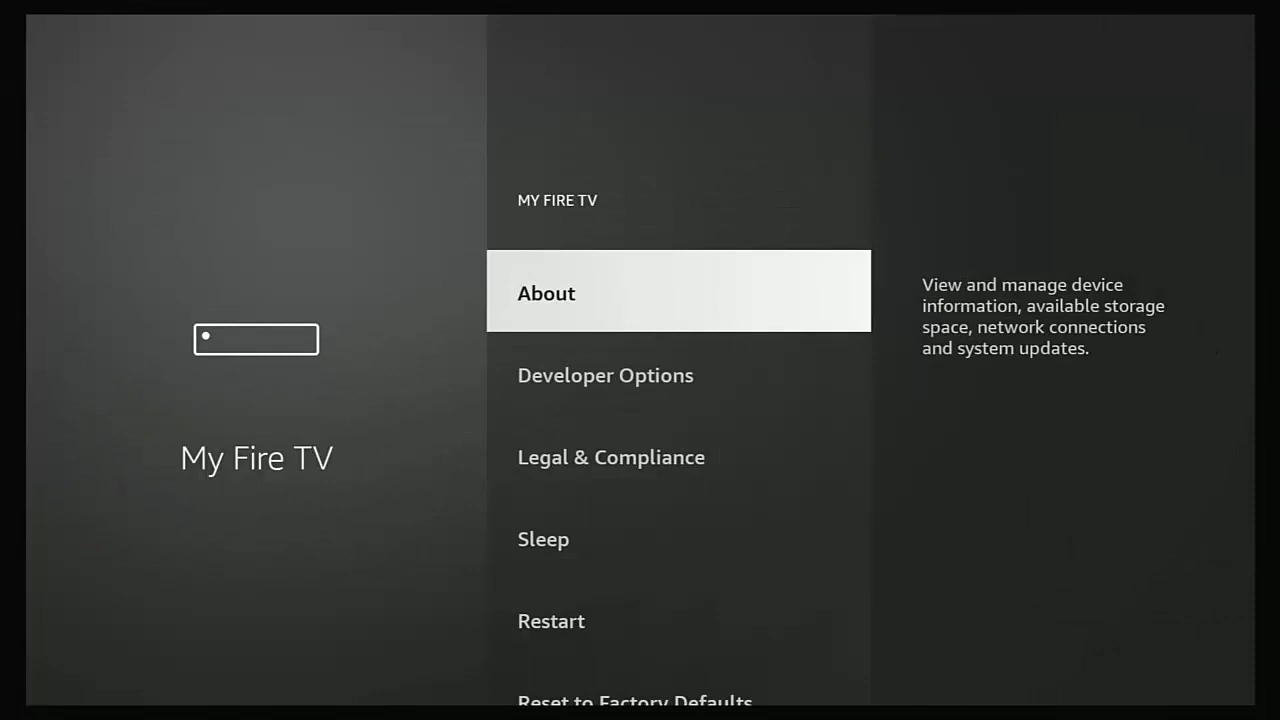 MY FIRE TV
About
Developer Options
Legal & Compliance
Sleep
Restart
Reset to Factory Defaults
My Fire TV
View and manage device
information, available storage
space, network connections
and system updates.